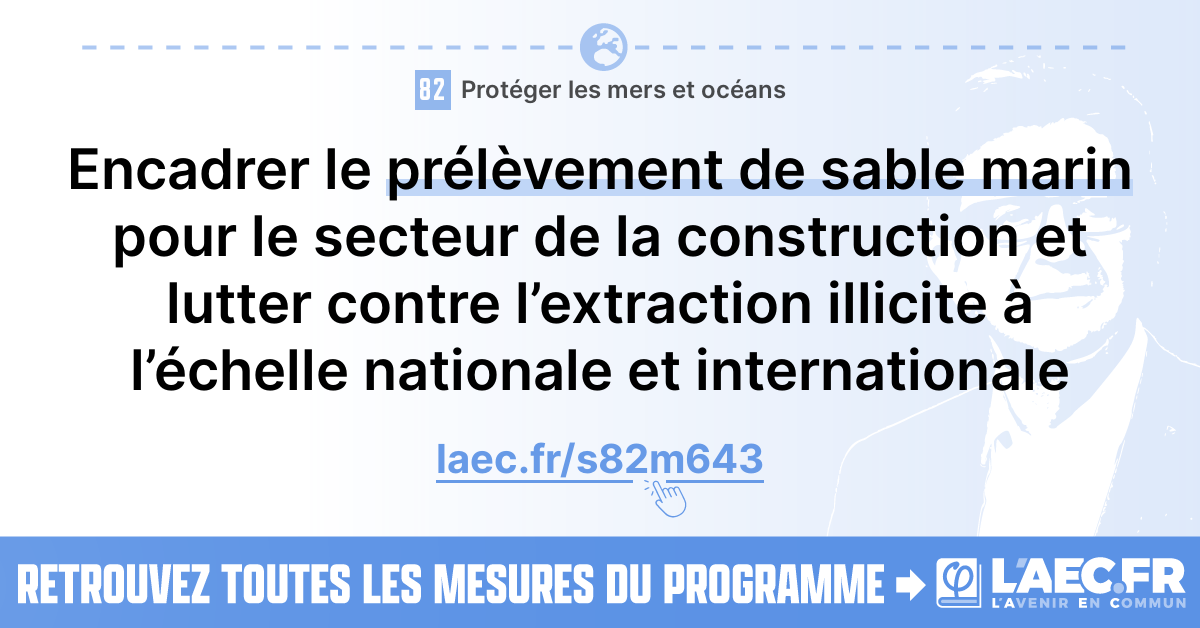 82 Protéger les mers et océans
Encadrer le prélèvement de sable marin
pour le secteur de la construction et
lutter contre l’extraction illicite à
l’échelle nationale et internationale
laec.fr/s82m643
RETROUVEZ TOUTES LES MESURES DU PROGRAMME
φ L'AEC.FR
L'AVENIR EN COMMUN